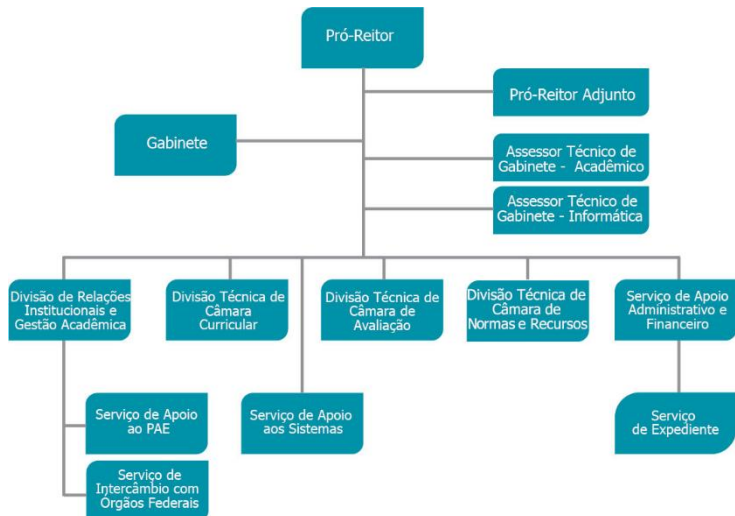 Pró-Reitor
Pró-Reitor Adjunto
Gabinete
Assessor Técnico de
Gabinete - Acadêmico
Assessor Técnico de
Gabinete - Informática
Divisão de Relações
Institucionais e
Gestão Acadêmica
Divisão Técnica de
Câmara
Curricular
Divisão Técnica de
Câmara de
Avaliação
Divisão Técnica de
Câmara de
Normas e Recursos
Serviço de Apoio
Administrativo e
Financeiro
Serviço de Apoio
ao PAE
Serviço de Apoio
aos Sistemas
Serviço
de Expediente
Serviço de
Intercâmbio com
Órgãos Federais